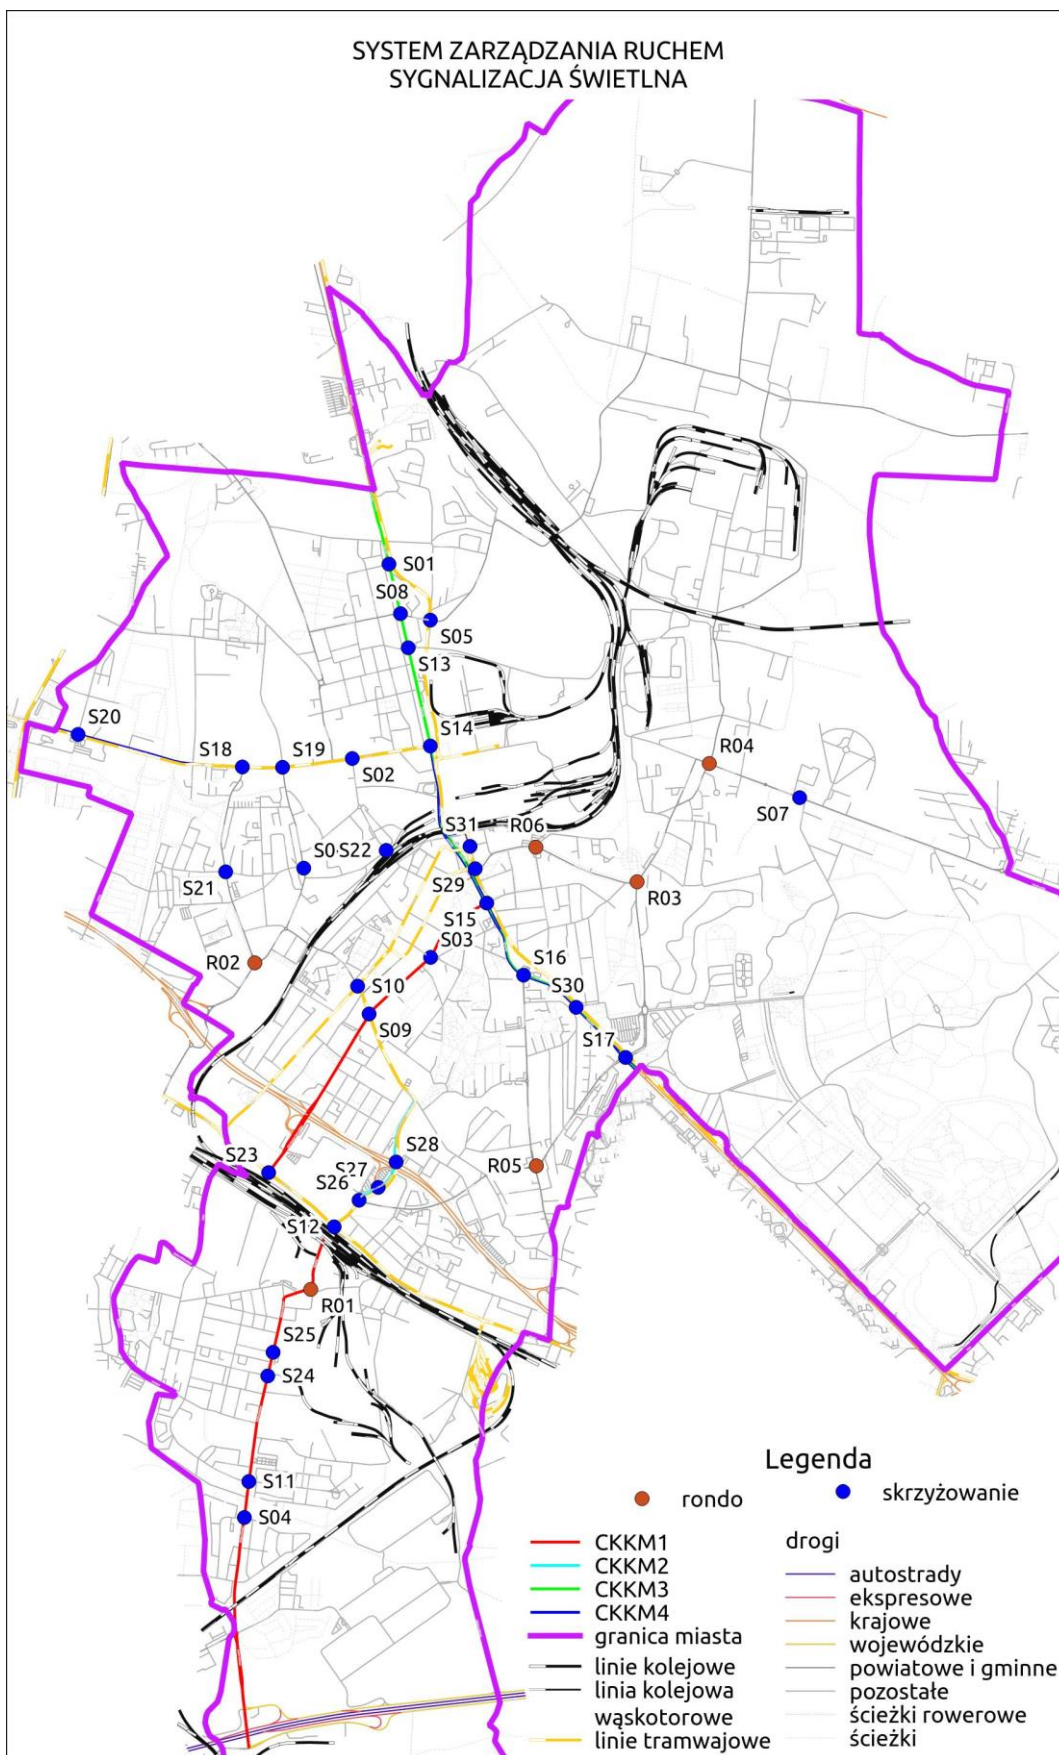 SYSTEM ZARZĄDZANIA RUCHEM
SYGNALIZACJA ŚWIETLNA
S01
S08
S05
S13
S20
S14
S18
S19
S02
R04
S07
S31
R06
S0
S22
S21
S29
R03
S15
S03
R02
S16
S10
S30
S09
S17
S28
S23
S27
R05
S26
S12
R01
S25
S24
S11
S04
Legenda
rondo
skrzyżowanie
CKKM1
CKKM2
CKKM3
CKKM4
granica miasta
linie kolejowe
linia kolejowa
wąskotorowe
linie tramwajowe
drogi
autostrady
ekspresowe
krajowe
wojewódzkie
powiatowe i gminne
pozostałe
ścieżki rowerowe
ścieżki